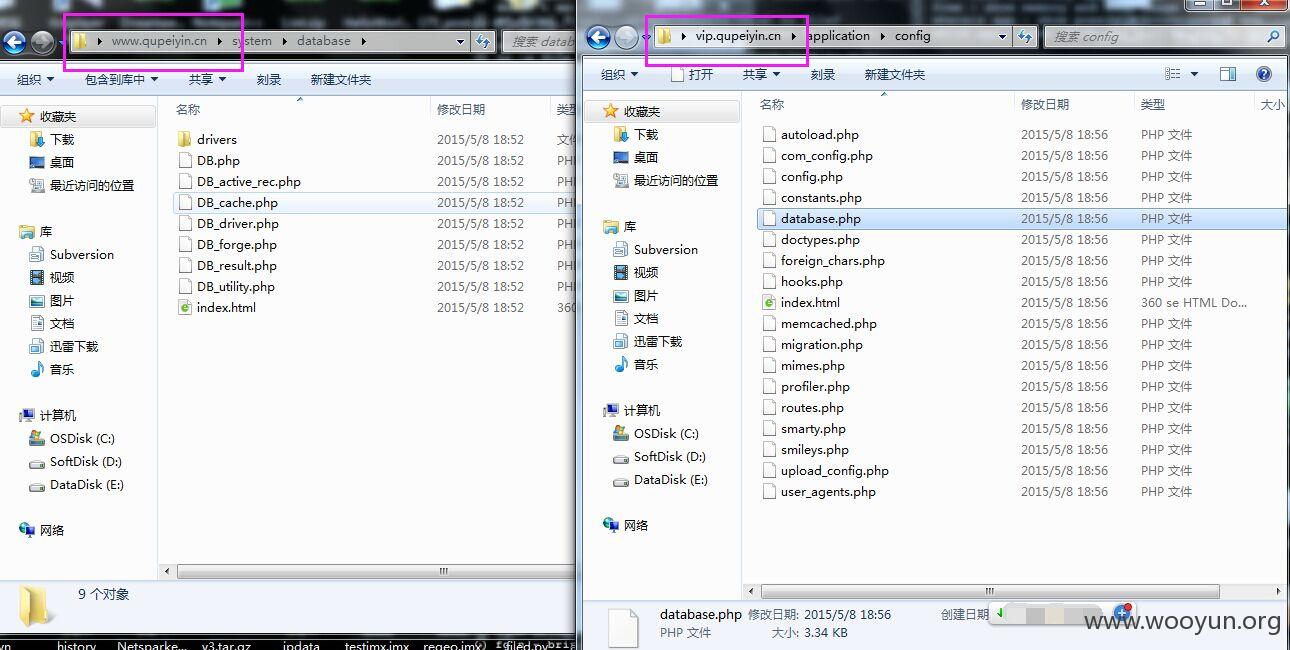 www.qupeiyin.cn system database
搜索 datab
组织 包含到库中 共享 刻录 新建文件夹
收藏夹
下载
桌面
最近访问的位置
库
Subversion
视频
图片
文档
迅雷下载
音乐
计算机
OSDisk (C:)
SoftDisk (D:)
DataDisk (E:)
网络
名称 修改日期 类型
drivers 2015/5/8 18:52 文件
DB.php 2015/5/8 18:52 PH
DB_active_rec.php 2015/5/8 18:52 PH
DB_cache.php 2015/5/8 18:52 PH
DB_driver.php 2015/5/8 18:52 PH
DB_forge.php 2015/5/8 18:52 PH
DB_result.php 2015/5/8 18:52 PH
DB_utility.php 2015/5/8 18:52 PH
index.html 2015/5/8 18:52 360
9 个对象
history Netsparke... v3.tar.gz ipdata testimx.imx regeo.imx filed.py
vip.qupeiyin.cn application config
搜索 config
组织 打开 共享 刻录 新建文件夹
收藏夹
下载
桌面
最近访问的位置
库
Subversion
视频
图片
文档
迅雷下载
音乐
计算机
OSDisk (C:)
SoftDisk (D:)
DataDisk (E:)
网络
名称 修改日期 类型 大小
autoload.php 2015/5/8 18:56 PHP 文件
com_config.php 2015/5/8 18:56 PHP 文件
config.php 2015/5/8 18:56 PHP 文件
constants.php 2015/5/8 18:56 PHP 文件
database.php 2015/5/8 18:56 PHP 文件
doctypes.php 2015/5/8 18:56 PHP 文件
foreign_chars.php 2015/5/8 18:56 PHP 文件
hooks.php 2015/5/8 18:56 PHP 文件
index.html 2015/5/8 18:56 360 se HTML Do...
memcached.php 2015/5/8 18:56 PHP 文件
migration.php 2015/5/8 18:56 PHP 文件
mimes.php 2015/5/8 18:56 PHP 文件
profiler.php 2015/5/8 18:56 PHP 文件
routes.php 2015/5/8 18:56 PHP 文件
smarty.php 2015/5/8 18:56 PHP 文件
smileys.php 2015/5/8 18:56 PHP 文件
upload_config.php 2015/5/8 18:56 PHP 文件
user_agents.php 2015/5/8 18:56 PHP 文件
database.php 修改日期: 2015/5/8 18:56 创建日期
PHP 文件 大小: 3.34 KB
www.wooyun.org